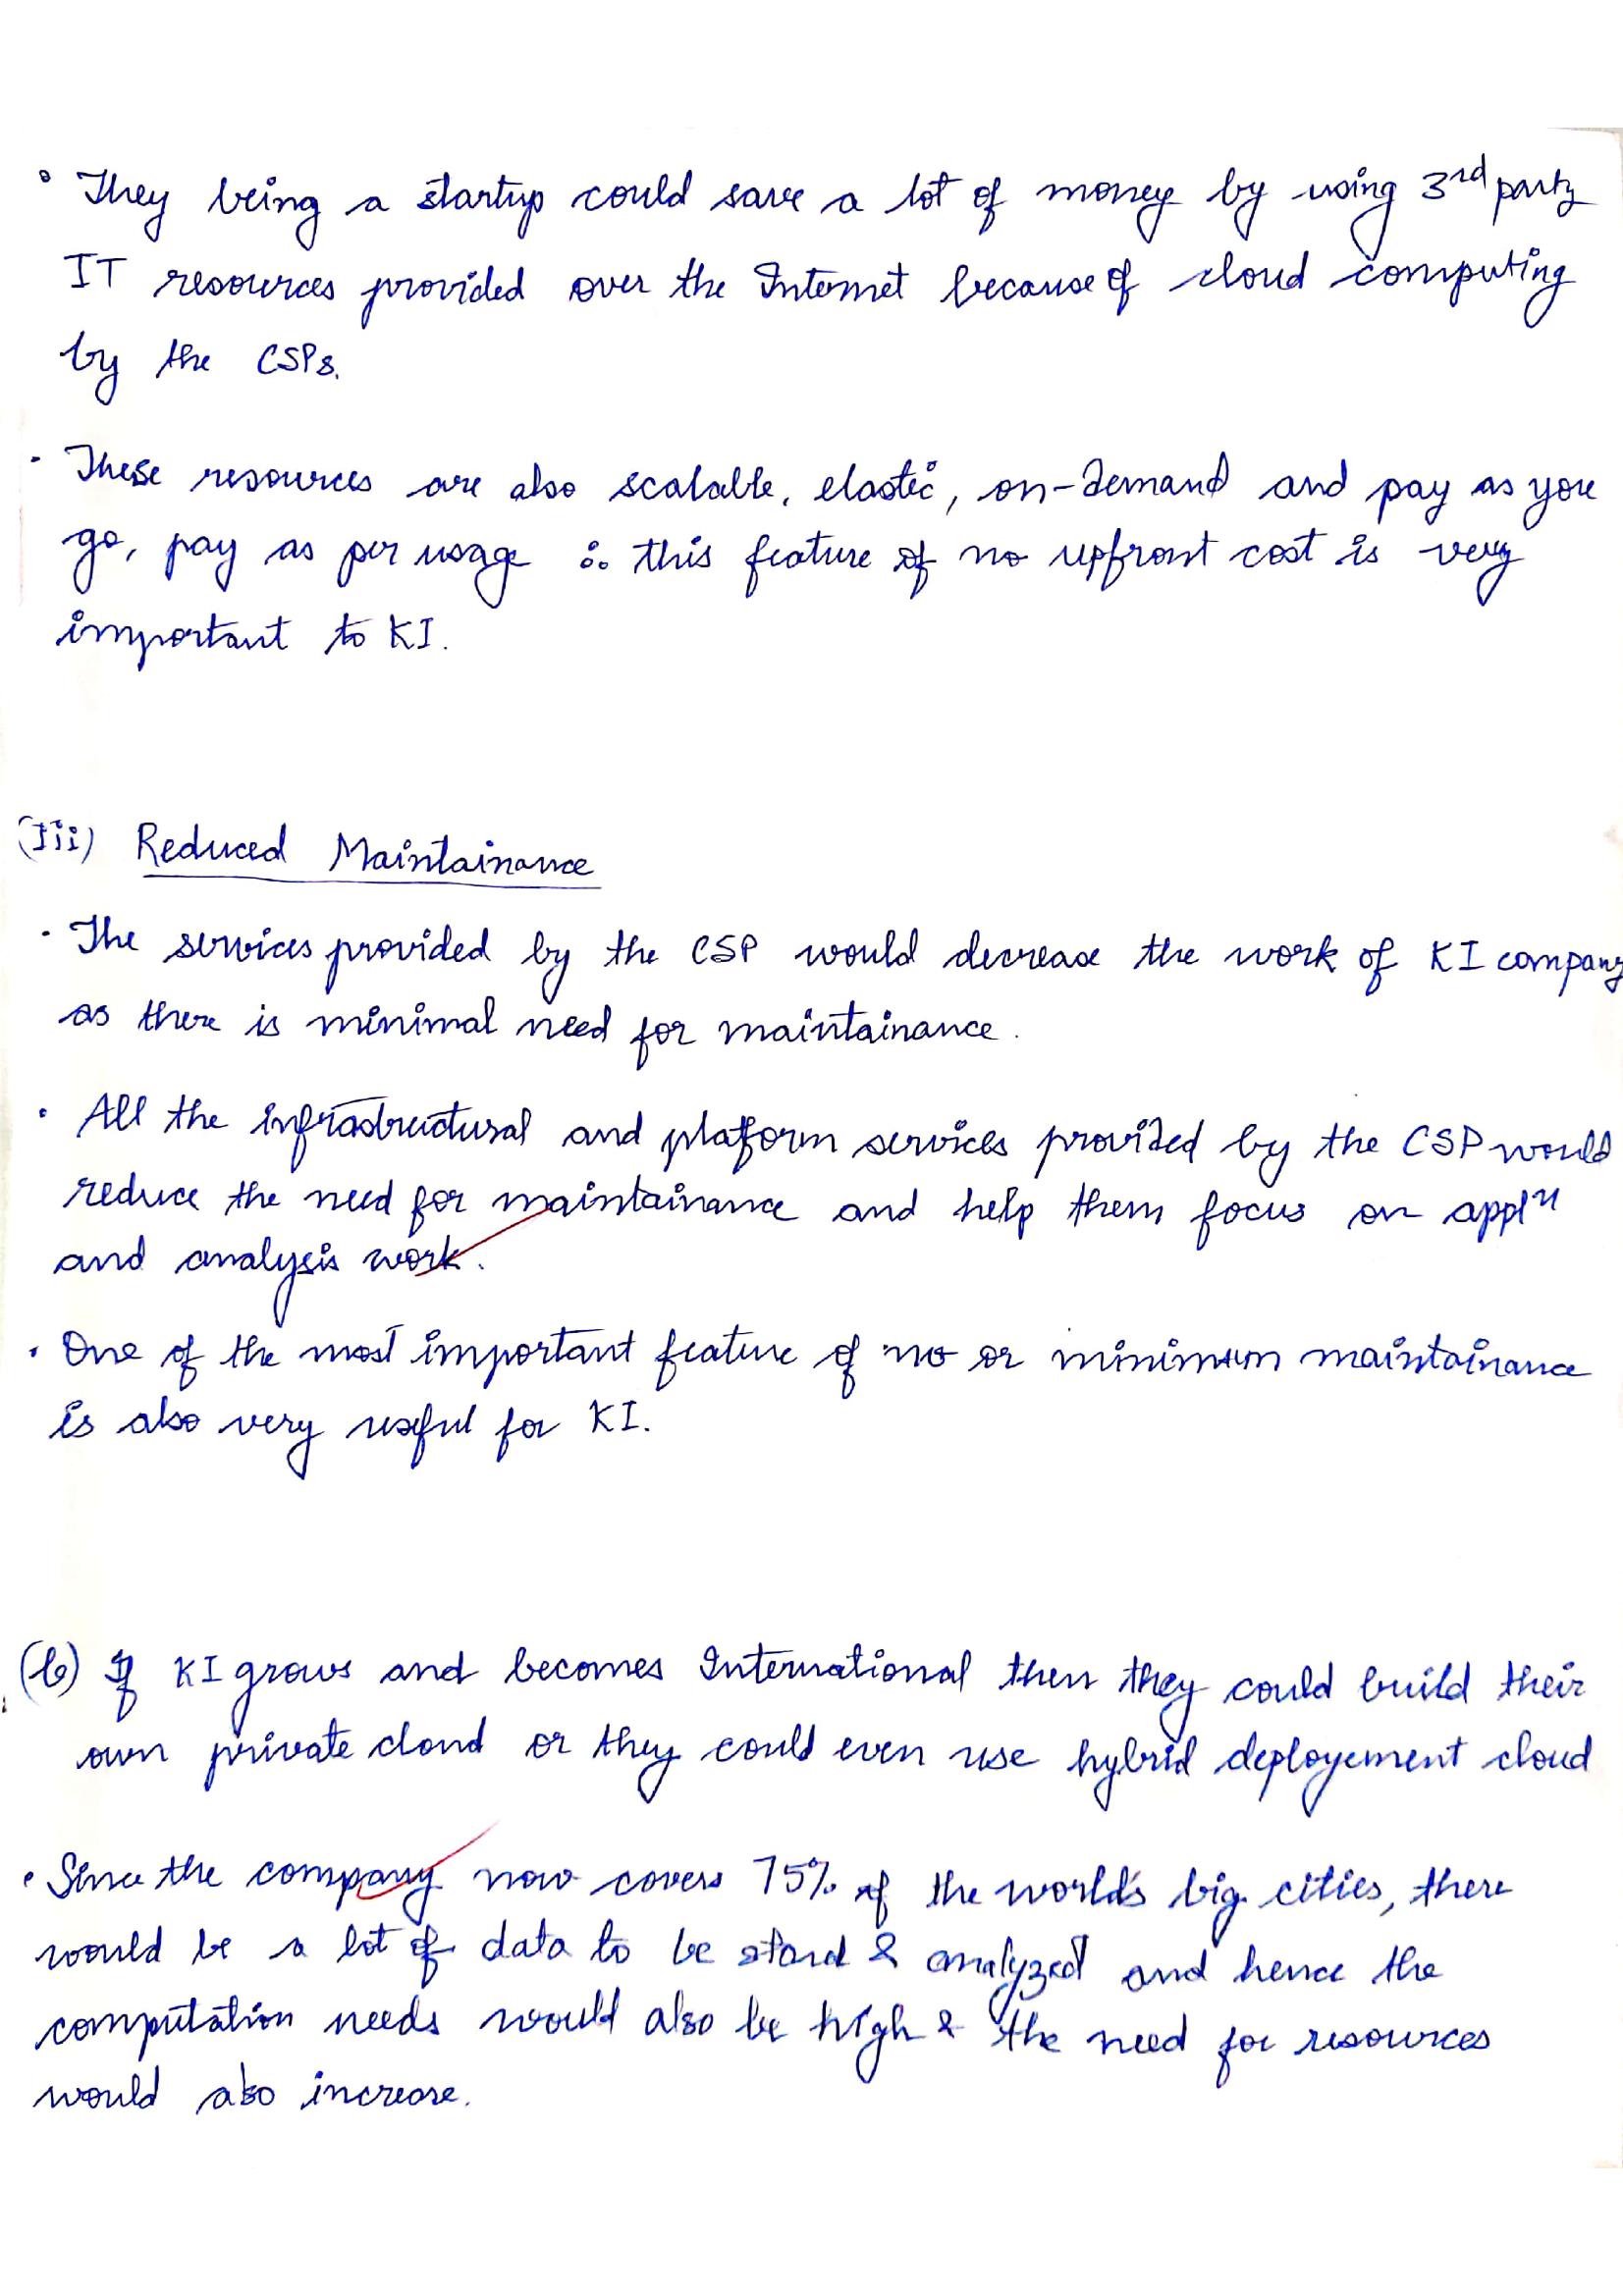 • They being a startup could save a lot of money by using 3rd party
IT resources provided over the Internet because of cloud computing
by the CSPs.
• These resources are also scalable, elastic, on-demand and pay as you
go, pay as per usage ∴ this feature of no upfront cost is very
important to KI.
(iii) Reduced Maintainance
• The services provided by the CSP would decrease the work of KI company
as there is minimal need for maintainance.
• All the infrastructural and platform services provided by the CSP would
reduce the need for maintainance and help them focus on applⁿ
and analysis work.
• One of the most important feature of no or minimum maintainance
is also very useful for KI.
(b) If KI grows and becomes International then they could build their
own private cloud or they could even use hybrid deployement cloud
• Since the company now covers 75% of the world's big cities, there
would be a lot of data to be stored & analyzed and hence the
computation needs would also be high & the need for resources
would also increase.